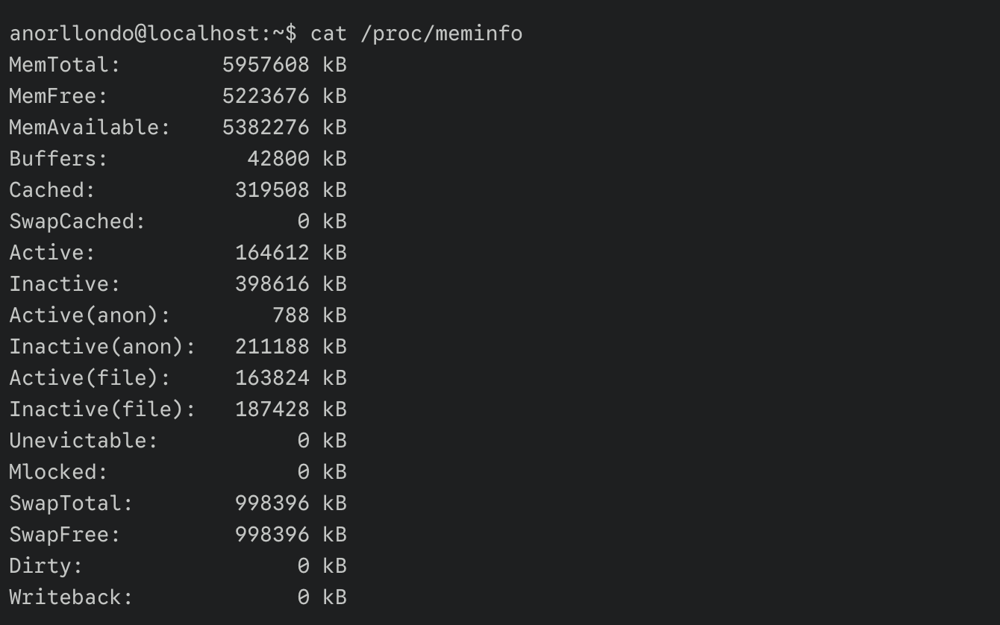 anorllondo@localhost:~$ cat /proc/meminfo
MemTotal:        5957608 kB
MemFree:         5223676 kB
MemAvailable:    5382276 kB
Buffers:           42800 kB
Cached:           319508 kB
SwapCached:            0 kB
Active:           164612 kB
Inactive:         398616 kB
Active(anon):        788 kB
Inactive(anon):   211188 kB
Active(file):     163824 kB
Inactive(file):   187428 kB
Unevictable:           0 kB
Mlocked:               0 kB
SwapTotal:        998396 kB
SwapFree:         998396 kB
Dirty:                 0 kB
Writeback:             0 kB